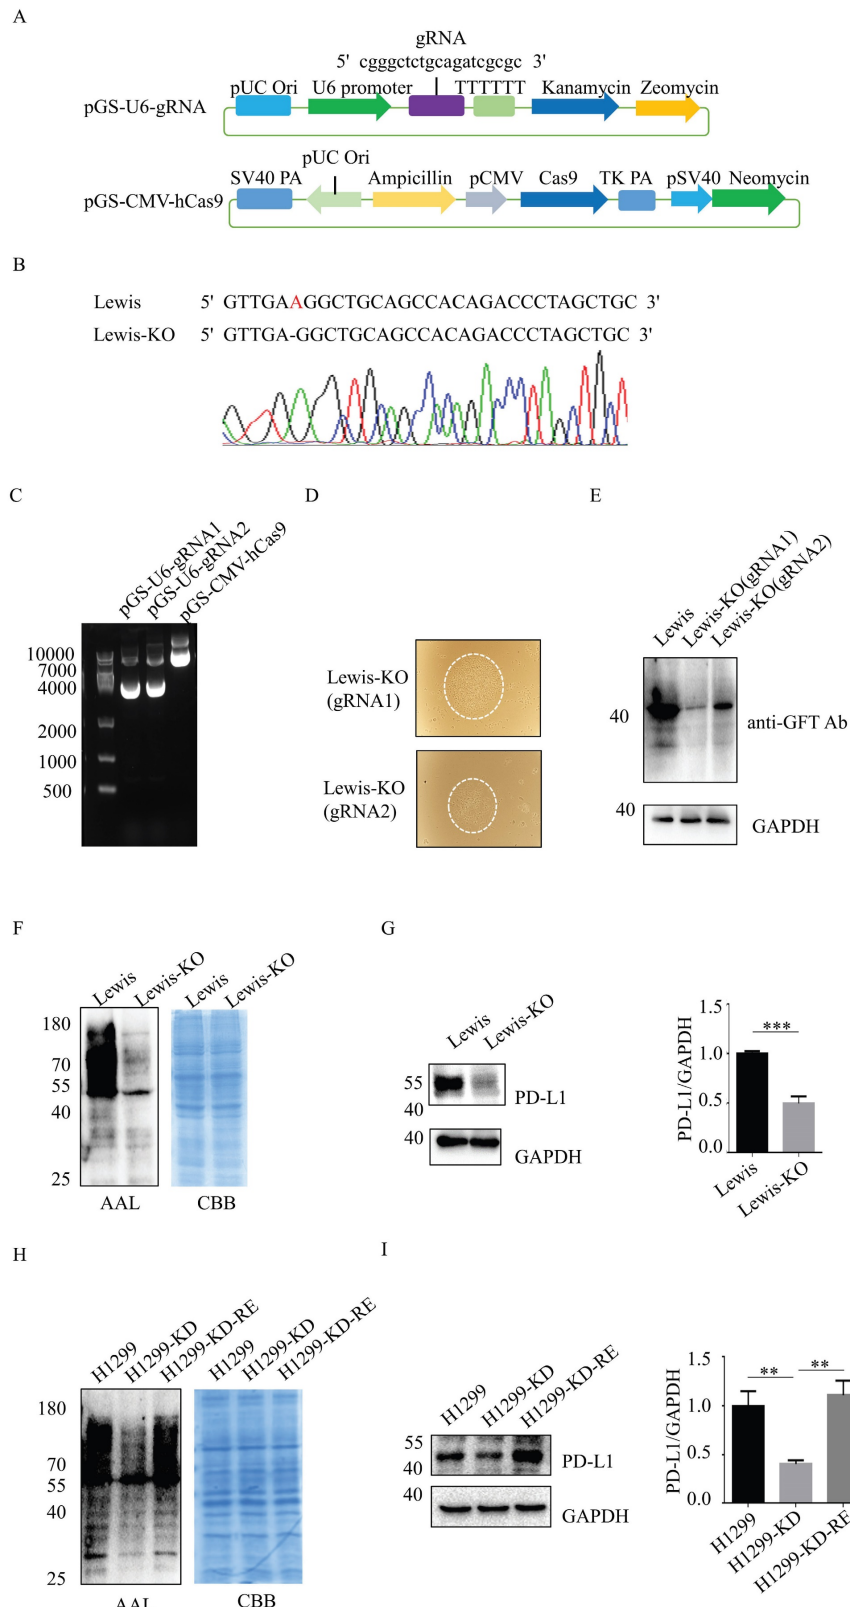 A
gRNA
5' cgggctctgcagatcgcgc 3'
pUC Ori U6 promoter TTTTTT Kanamycin Zeomycin
pGS-U6-gRNA
pUC Ori
SV40 PA Ampicillin pCMV Cas9 TK PA pSV40 Neomycin
pGS-CMV-hCas9
B
Lewis 5' GTTGAAGGCTGCAGCCACAGACCCTAGCTGC 3'
Lewis-KO 5' GTTGA-GGCTGCAGCCACAGACCCTAGCTGC 3'
C
pGS-U6-gRNA1
pGS-U6-gRNA2
pGS-CMV-hCas9
10000
7000
4000
2000
1000
500
D
Lewis-KO
(gRNA1)
Lewis-KO
(gRNA2)
E
Lewis
Lewis-KO(gRNA1)
Lewis-KO(gRNA2)
40
anti-GFT Ab
40
GAPDH
F
Lewis
Lewis-KO
Lewis
Lewis-KO
180
70
55
40
25
AAL
CBB
G
Lewis
Lewis-KO
55
40
PD-L1
40
GAPDH
PD-L1/GAPDH
1.5
1.0
0.5
0.0
***
Lewis
Lewis-KO
H
H1299
H1299-KD
H1299-KD-RE
H1299
H1299-KD
H1299-KD-RE
180
70
55
40
25
AAL
CBB
I
H1299
H1299-KD
H1299-KD-RE
55
40
PD-L1
40
GAPDH
PD-L1/GAPDH
1.5
1.0
0.5
0.0
**
**
H1299
H1299-KD
H1299-KD-RE